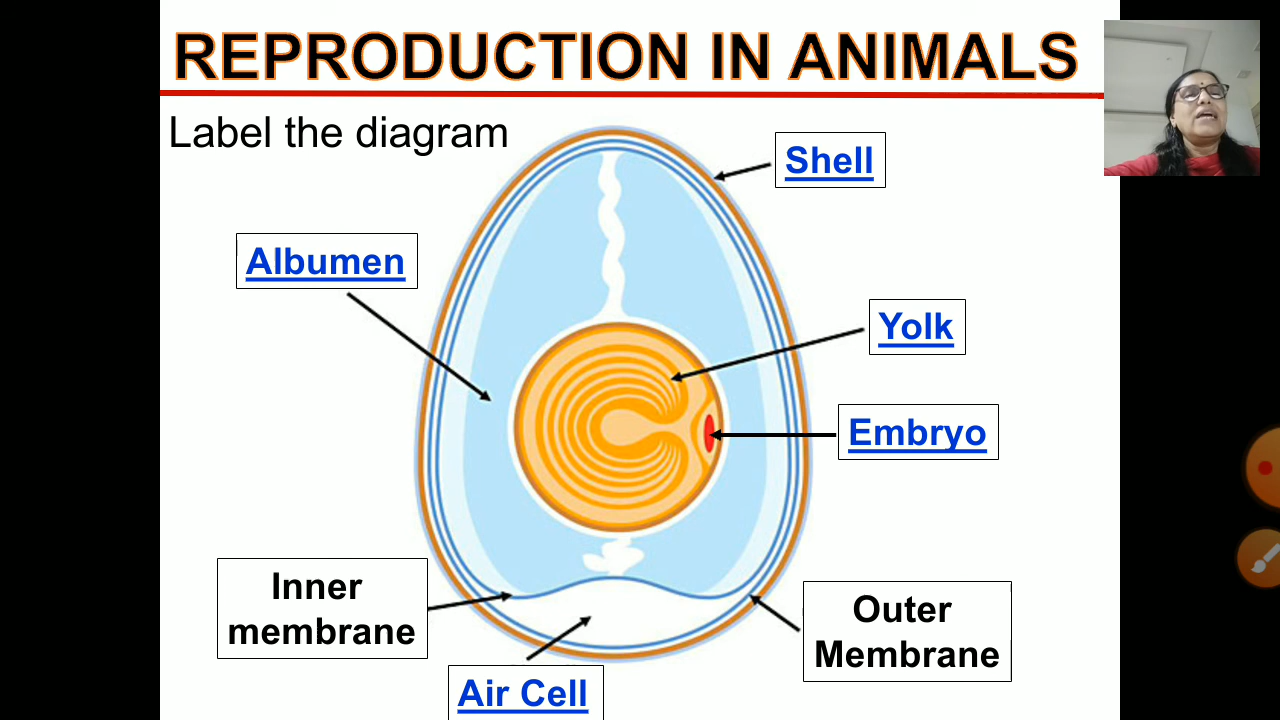 REPRODUCTION IN ANIMALS
Label the diagram
Shell
Albumen
Yolk
Embryo
Inner
membrane
Outer
Membrane
Air Cell